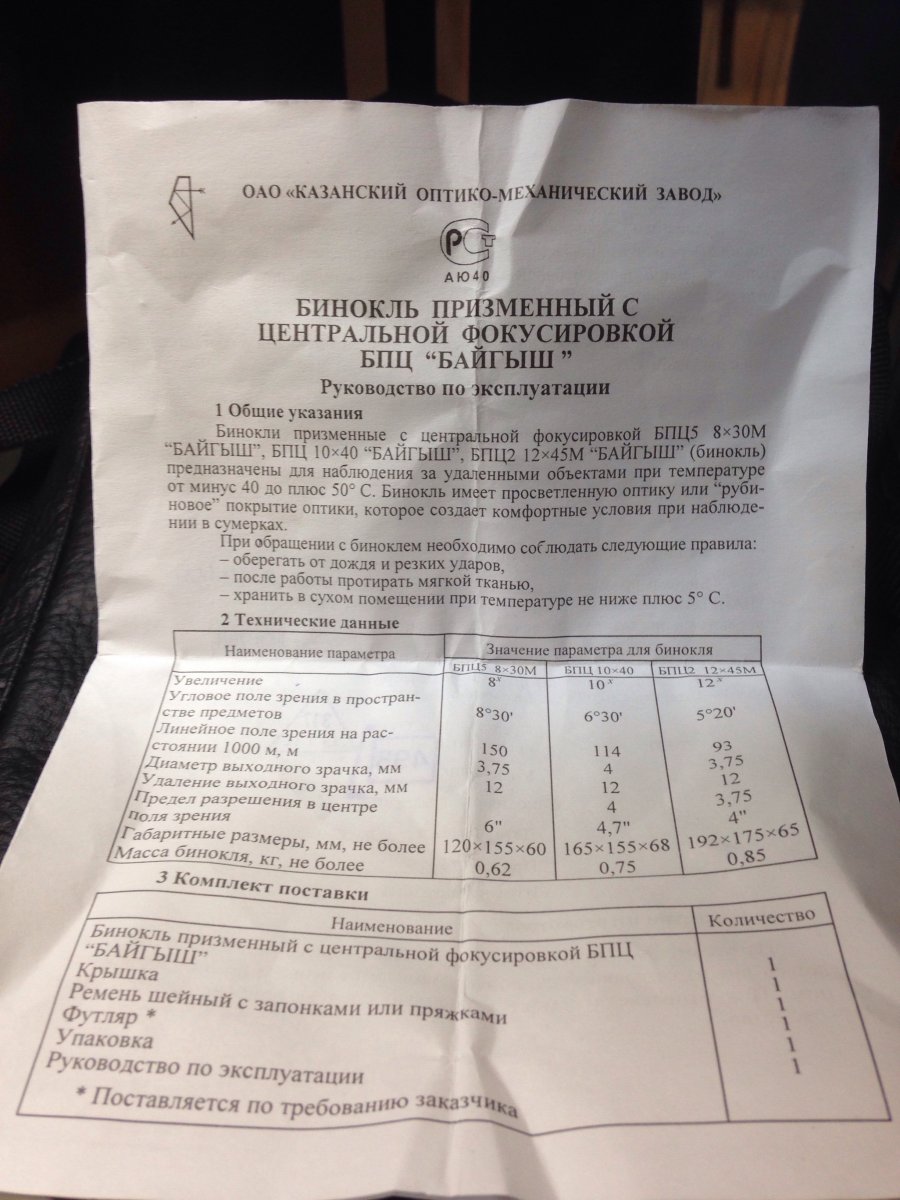 ОАО «КАЗАНСКИЙ ОПТИКО-МЕХАНИЧЕСКИЙ ЗАВОД»
РСТ
АЮ40
БИНОКЛЬ ПРИЗМЕННЫЙ С
ЦЕНТРАЛЬНОЙ ФОКУСИРОВКОЙ
БПЦ “БАЙГЫШ ”
Руководство по эксплуатации
1 Общие указания
Бинокли призменные с центральной фокусировкой БПЦ5 8×30М
“БАЙГЫШ”, БПЦ 10×40 “БАЙГЫШ”, БПЦ2 12×45М “БАЙГЫШ” (бинокль)
предназначены для наблюдения за удаленными объектами при температуре
от минус 40 до плюс 50° С. Бинокль имеет просветленную оптику или “руби-
новое” покрытие оптики, которое создает комфортные условия при наблюде-
нии в сумерках.
При обращении с биноклем необходимо соблюдать следующие правила:
– оберегать от дождя и резких ударов,
– после работы протирать мягкой тканью,
– хранить в сухом помещении при температуре не ниже плюс 5° С.
2 Технические данные
Наименование параметра Значение параметра для бинокля
БПЦ5 8×30М БПЦ 10×40 БПЦ2 12×45М
Увеличение 8ˣ 10ˣ 12ˣ
Угловое поле зрения в простран-
стве предметов 8°30' 6°30' 5°20'
Линейное поле зрения на рас-
стоянии 1000 м, м 150 114 93
Диаметр выходного зрачка, мм 3,75 4 3,75
Удаление выходного зрачка, мм 12 12 12
Предел разрешения в центре 4 3,75
поля зрения 6" 4,7" 4"
Габаритные размеры, мм, не более 120×155×60 165×155×68 192×175×65
Масса бинокля, кг, не более 0,62 0,75 0,85
3 Комплект поставки
Наименование Количество
Бинокль призменный с центральной фокусировкой БПЦ
“БАЙГЫШ” 1
Крышка 1
Ремень шейный с запонками или пряжками 1
Футляр * 1
Упаковка 1
Руководство по эксплуатации 1
* Поставляется по требованию заказчика